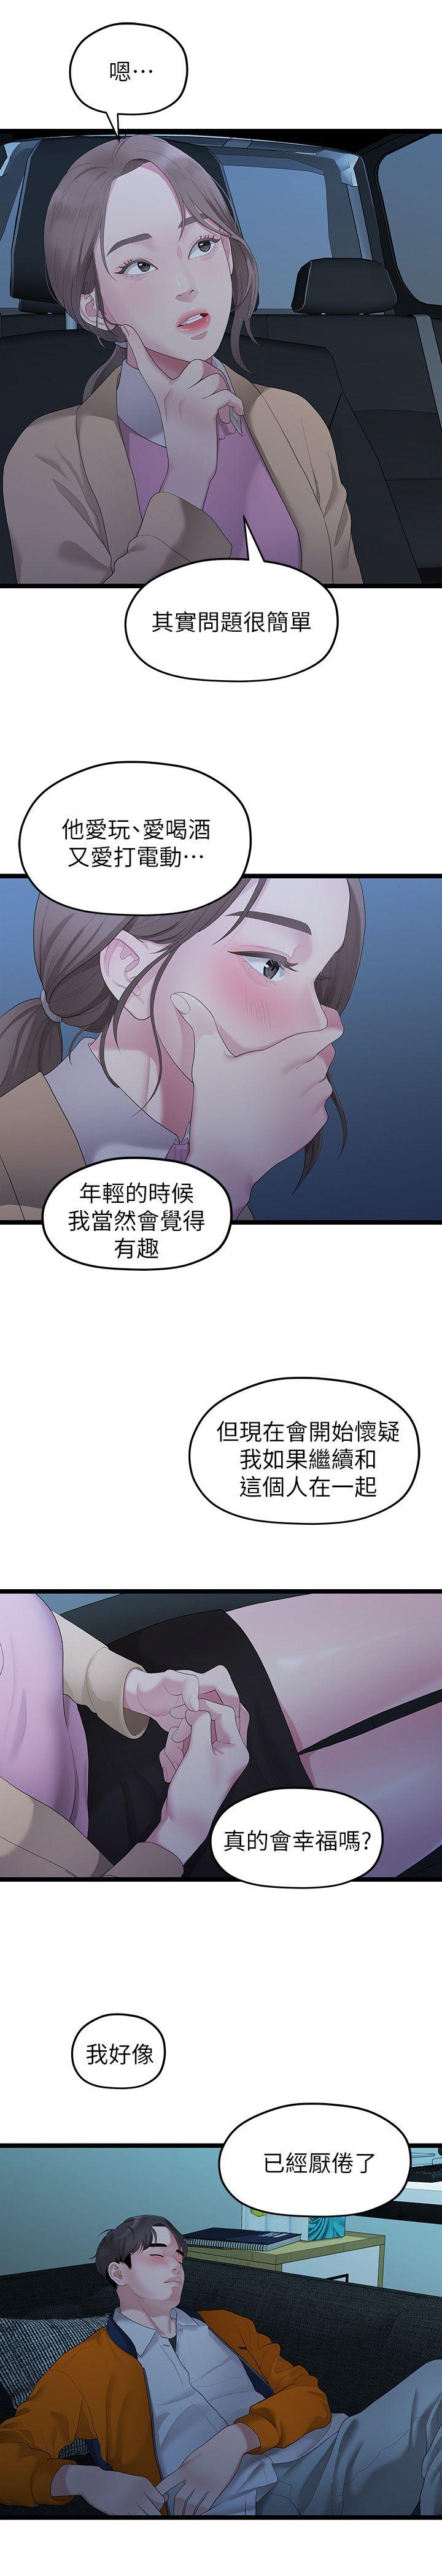 嗯⋯
其實問題很簡單
他愛玩、愛喝酒
又愛打電動⋯
年輕的時候
我當然會覺得
有趣
但現在會開始懷疑
我如果繼續和
這個人在一起
真的會幸福嗎?
我好像
已經厭倦了